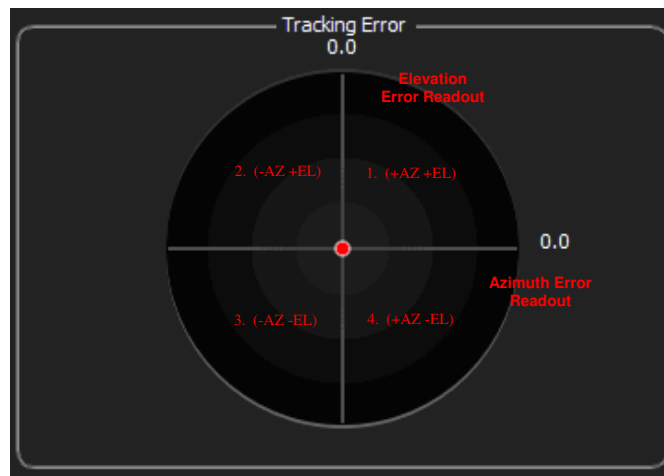 Tracking Error
0.0
Elevation
Error Readout
2. (-AZ +EL)
1. (+AZ +EL)
0.0
Azimuth Error
Readout
3. (-AZ -EL)
4. (+AZ -EL)